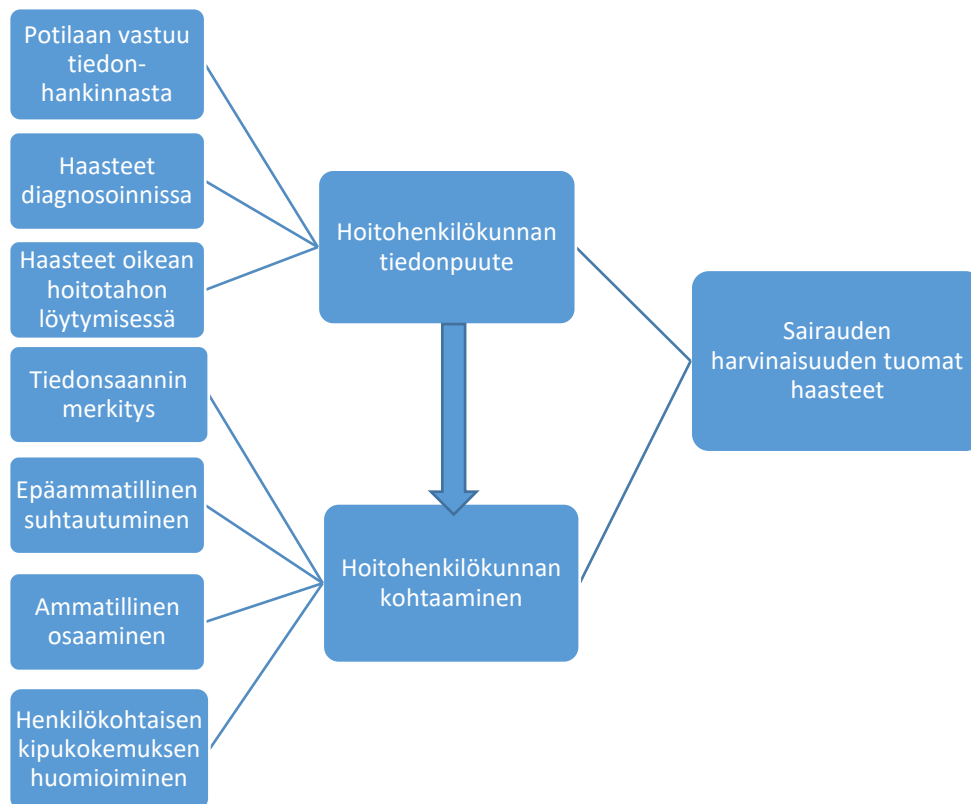 Potilaan vastuu
tiedon-
hankinnasta
Haasteet
diagnosoinnissa
Haasteet oikean
hoitotahon
löytymisessä
Tiedonsaannin
merkitys
Epäammatillinen
suhtautuminen
Ammatillinen
osaaminen
Henkilökohtaisen
kipukokemuksen
huomioiminen
Hoitohenkilökunnan
tiedonpuute
Hoitohenkilökunnan
kohtaaminen
Sairauden
harvinaisuuden tuomat
haasteet